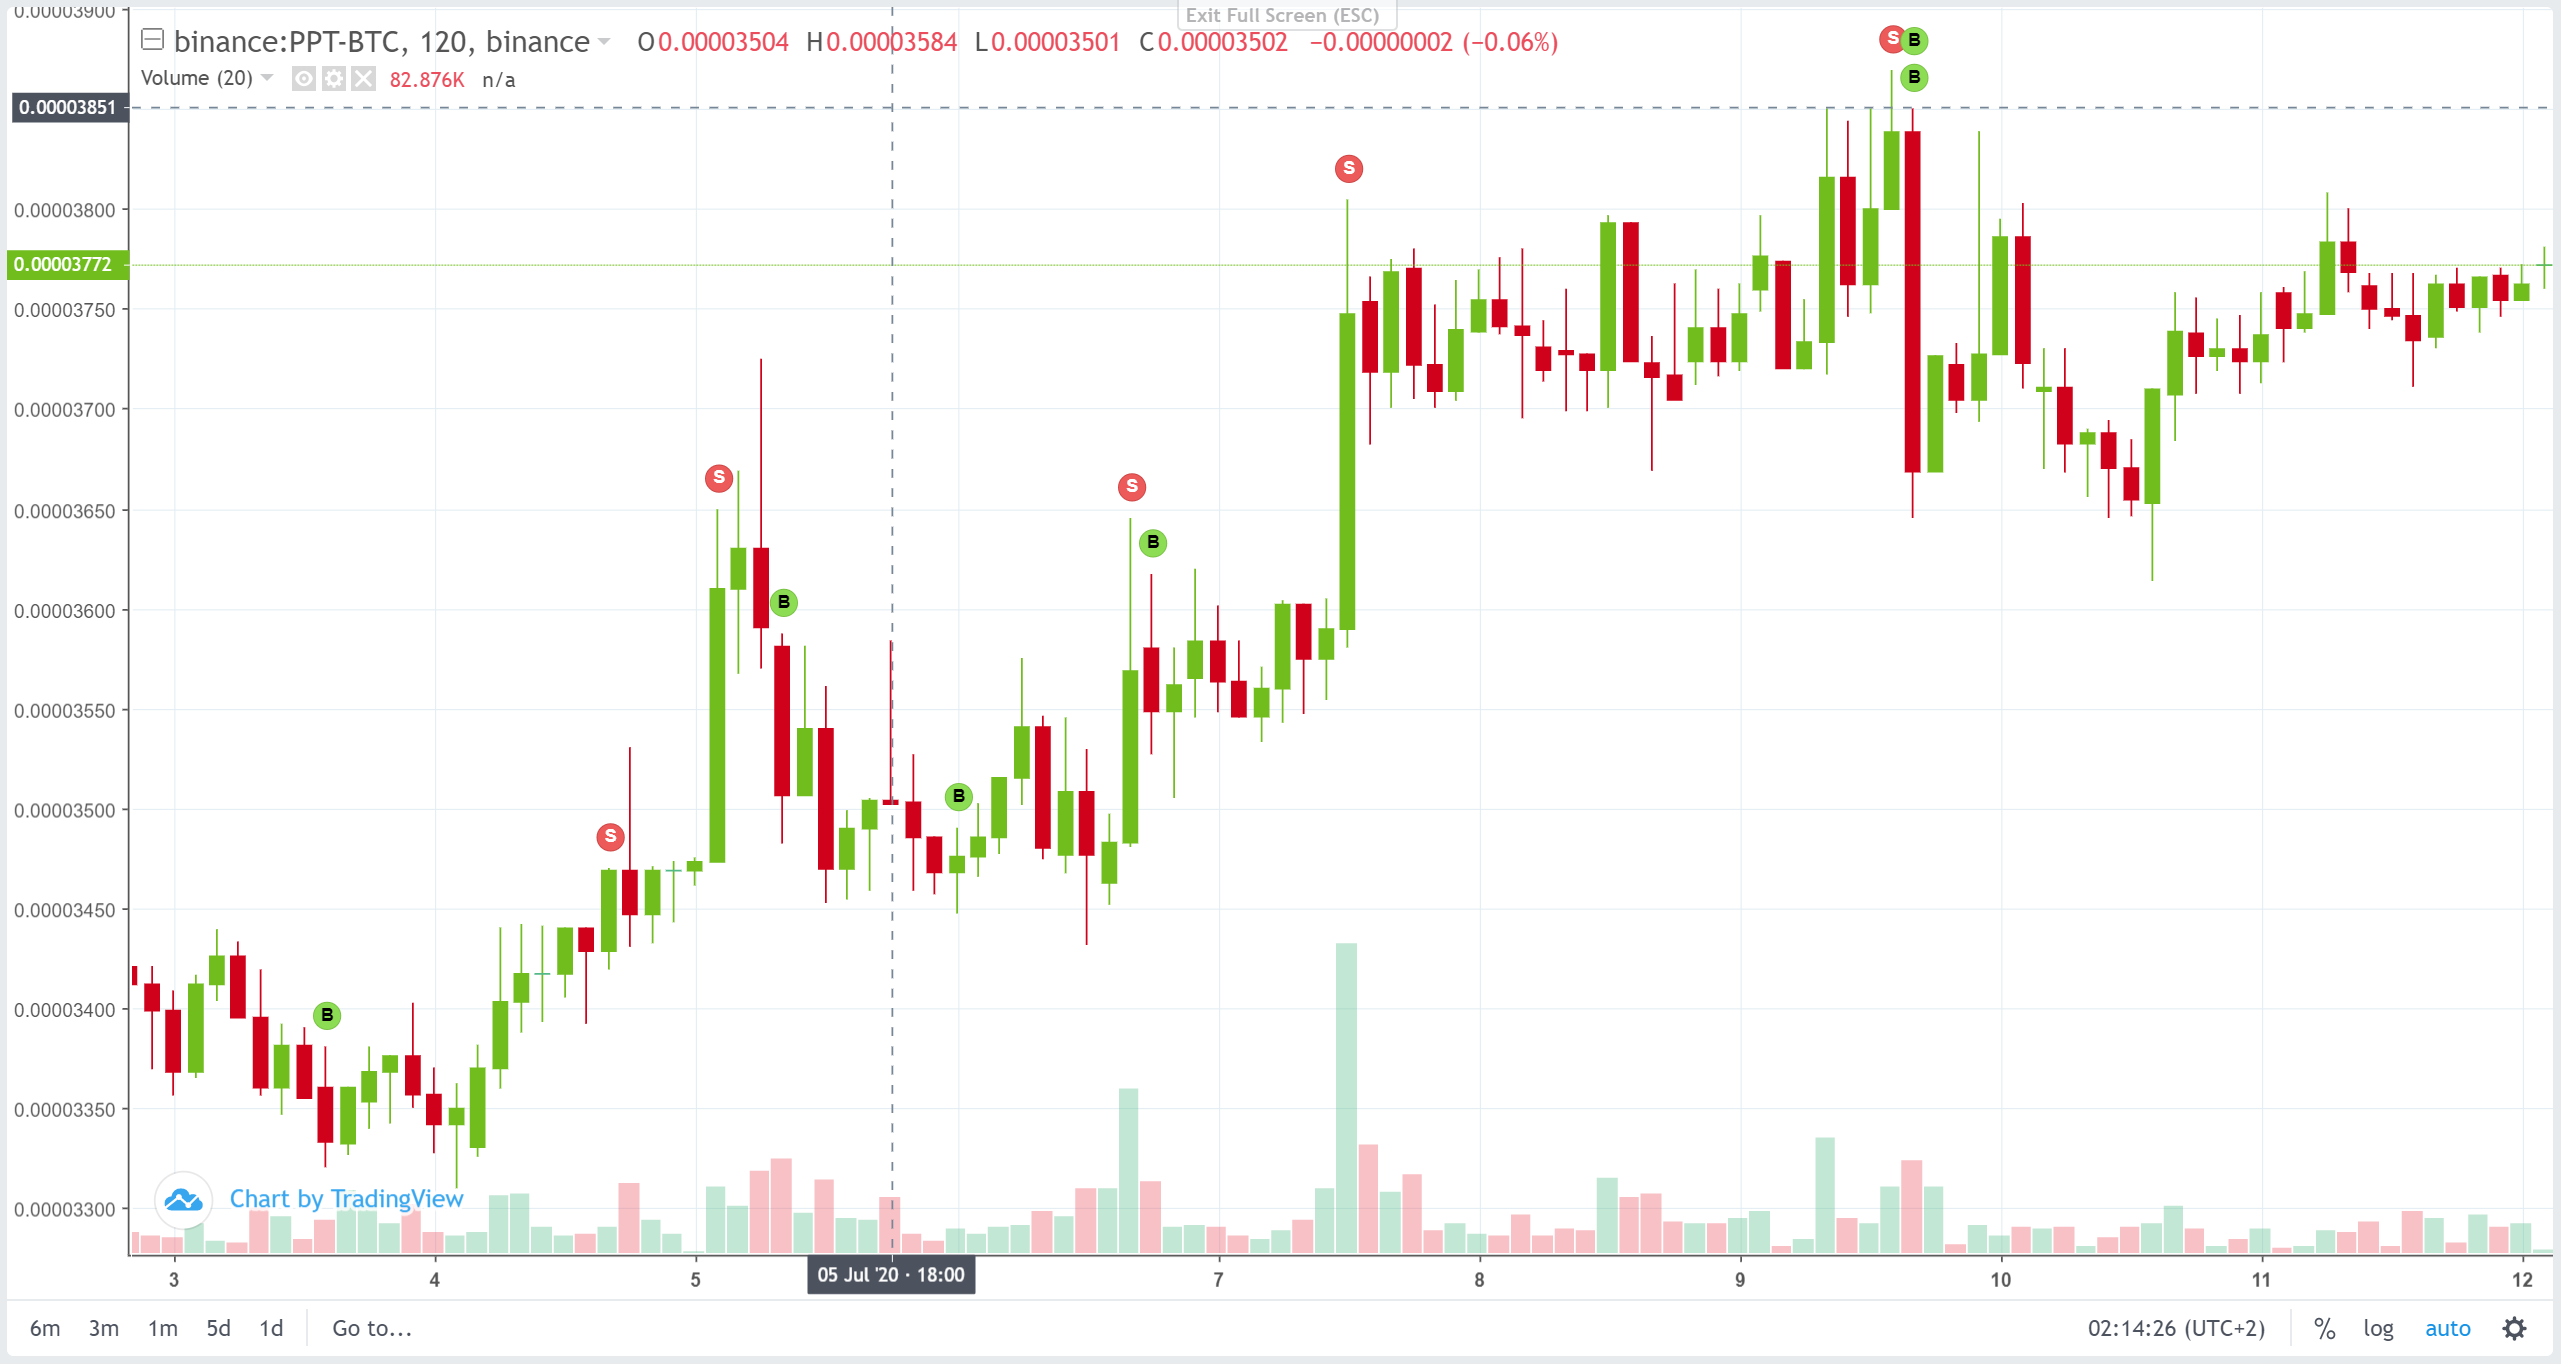 Exit Full Screen (ESC)
binance:PPT-BTC, 120, binance O0.00003504 H0.00003584 L0.00003501 C0.00003502 −0.00000002 (−0.06%)
Volume (20) 82.876K n/a
0.00003900
0.00003851
0.00003800
0.00003772
0.00003750
0.00003700
0.00003650
0.00003600
0.00003550
0.00003500
0.00003450
0.00003400
0.00003350
0.00003300
S B
B
S
S
S
B
B
B
S
B
Chart by TradingView
3 4 5 05 Jul '20 · 18:00 7 8 9 10 11 12
6m 3m 1m 5d 1d Go to... 02:14:26 (UTC+2) % log auto